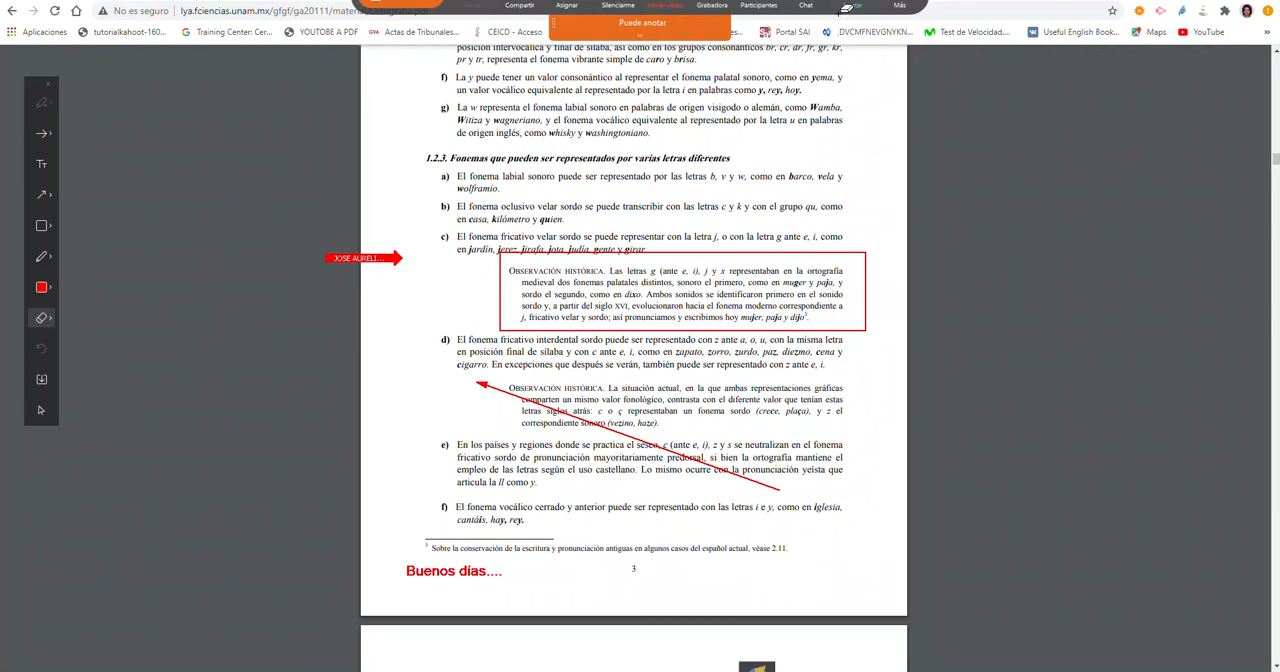 No es seguro lya.fciencias.unam.mx/gfgf/ga20111/material
Compartir Asignar Silenciarme Iniciar vídeo Grabadora Participantes Chat Más
Puede anotar
Aplicaciones tutorialkahoot-160... Training Center: Cer... YOUTOBE A PDF GVA Actas de Tribunales... CEICD - Acceso Portal SAI ,DVCMFNEVGNYKN... Test de Velocidad.... Useful English Book... Maps YouTube »
posición intervocálica y final de sílaba, así como en los grupos consonánticos br, cr, dr, fr, gr, kr,
pr y tr, representa el fonema vibrante simple de caro y brisa.
f) La y puede tener un valor consonántico al representar el fonema palatal sonoro, como en yema, y
un valor vocálico equivalente al representado por la letra i en palabras como y, rey, hoy.
g) La w representa el fonema labial sonoro en palabras de origen visigodo o alemán, como Wamba,
Witiza y wagneriano, y el fonema vocálico equivalente al representado por la letra u en palabras
de origen inglés, como whisky y washingtoniano.
1.2.3. Fonemas que pueden ser representados por varias letras diferentes
a) El fonema labial sonoro puede ser representado por las letras b, v y w, como en barco, vela y
wolframio.
b) El fonema oclusivo velar sordo se puede transcribir con las letras c y k y con el grupo qu, como
en casa, kilómetro y quien.
c) El fonema fricativo velar sordo se puede representar con la letra j, o con la letra g ante e, i, como
en jardín, jerez, jirafa, jota, judía, gente y girar
JOSE AURELI...
OBSERVACIÓN HISTÓRICA. Las letras g (ante e, i), j y x representaban en la ortografía
medieval dos fonemas palatales distintos, sonoro el primero, como en muger y paja, y
sordo el segundo, como en dixo. Ambos sonidos se identificaron primero en el sonido
sordo y, a partir del siglo XVI, evolucionaron hacia el fonema moderno correspondiente a
j, fricativo velar y sordo; así pronunciamos y escribimos hoy mujer, paja y dijo3.
d) El fonema fricativo interdental sordo puede ser representado con z ante a, o, u, con la misma letra
en posición final de sílaba y con c ante e, i, como en zapato, zorro, zurdo, paz, diezmo, cena y
cigarro. En excepciones que después se verán, también puede ser representado con z ante e, i.
OBSERVACIÓN HISTÓRICA. La situación actual, en la que ambas representaciones gráficas
comparten un mismo valor fonológico, contrasta con el diferente valor que tenían estas
letras siglos atrás: c o ç representaban un fonema sordo (crece, plaça), y z el
correspondiente sonoro (vezino, haze).
e) En los países y regiones donde se practica el seseo, c (ante e, i), z y s se neutralizan en el fonema
fricativo sordo de pronunciación mayoritariamente predorsal, si bien la ortografía mantiene el
empleo de las letras según el uso castellano. Lo mismo ocurre con la pronunciación yeísta que
articula la ll como y.
f) El fonema vocálico cerrado y anterior puede ser representado con las letras i e y, como en iglesia,
cantáis, hay, rey.
3 Sobre la conservación de la escritura y pronunciación antiguas en algunos casos del español actual, véase 2.11.
Buenos días....
3